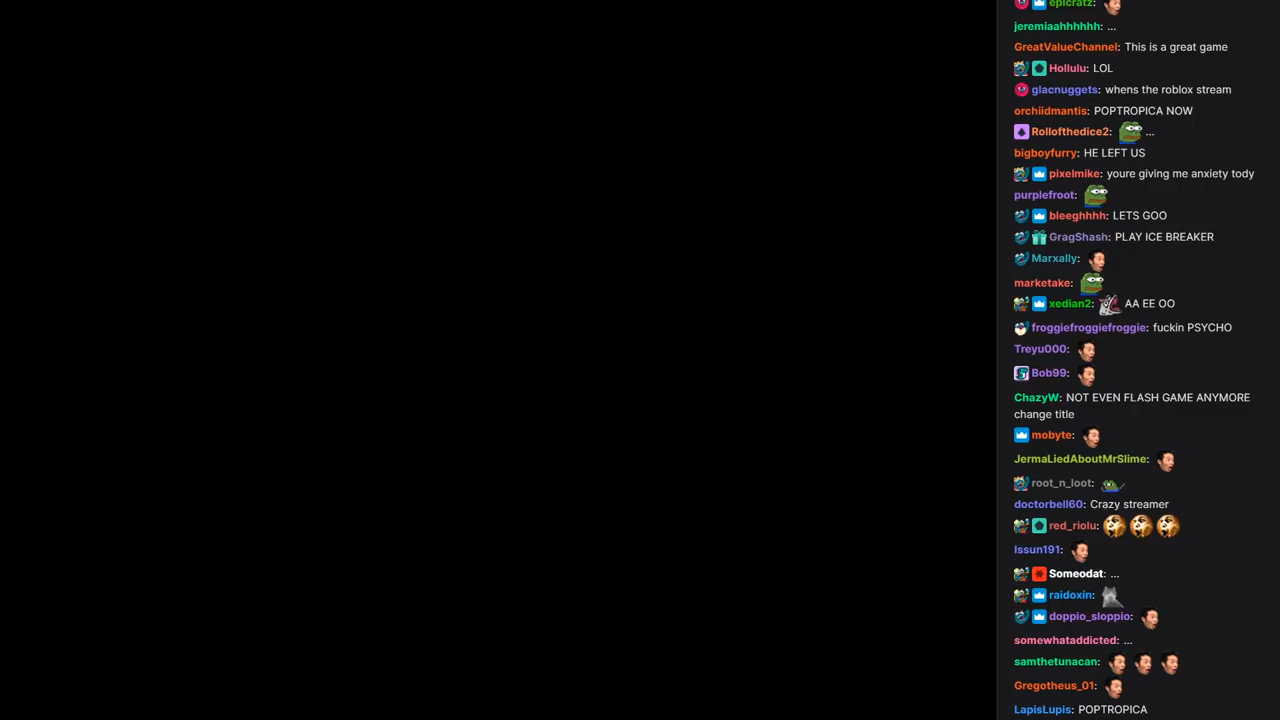 epicratz:
jeremiaahhhhhh: ...
GreatValueChannel: This is a great game
Hollulu: LOL
glacnuggets: whens the roblox stream
orchiidmantis: POPTROPICA NOW
Rollofthedice2: ...
bigboyfurry: HE LEFT US
pixelmike: youre giving me anxiety tody
purplefroot:
bleeghhhh: LETS GOO
GragShash: PLAY ICE BREAKER
Marxally:
marketake:
xedian2: AA EE OO
froggiefroggiefroggie: fuckin PSYCHO
Treyu000:
Bob99:
ChazyW: NOT EVEN FLASH GAME ANYMORE
change title
mobyte:
JermaLiedAboutMrSlime:
root_n_loot:
doctorbeil60: Crazy streamer
red_riolu:
Issun191:
Someodat: ...
raidoxin:
doppio_sloppio:
somewhataddicted: ...
samthetunacan:
Gregotheus_01:
LapisLupis: POPTROPICA